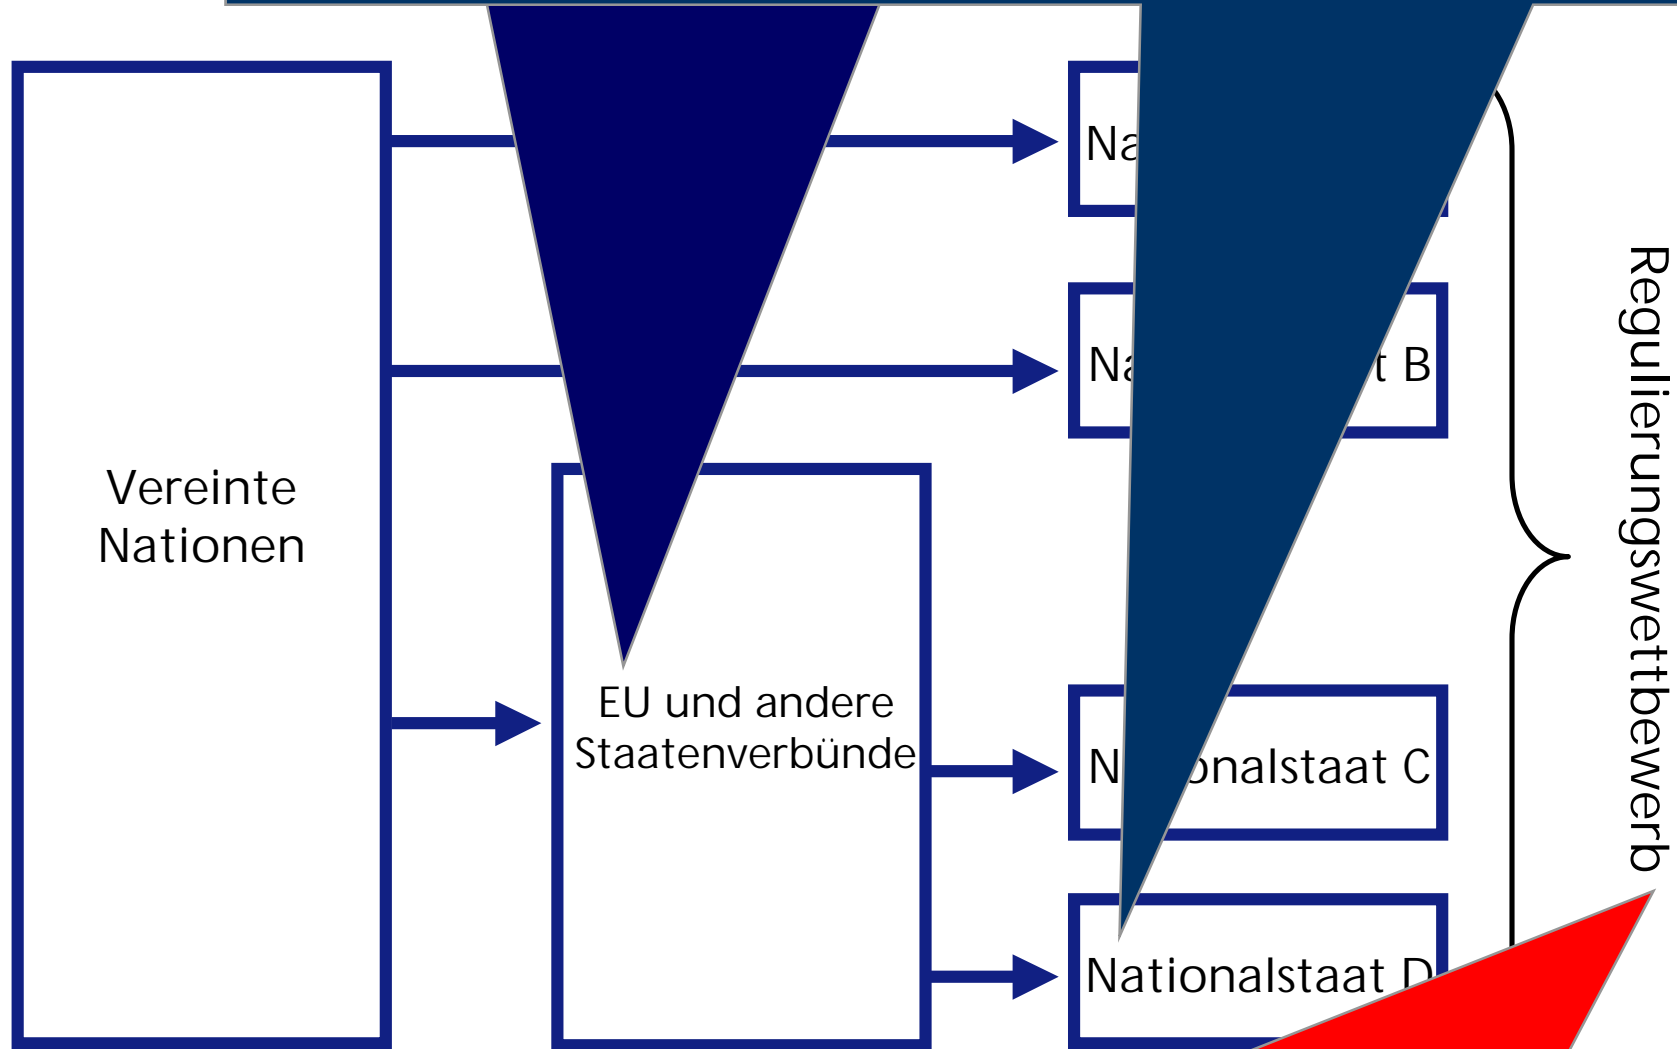 Vereinte
Nationen
EU und andere
Staatenverbünde
Na
Na t B
N onalstaat C
Nationalstaat D
Regulierungswettbewerb